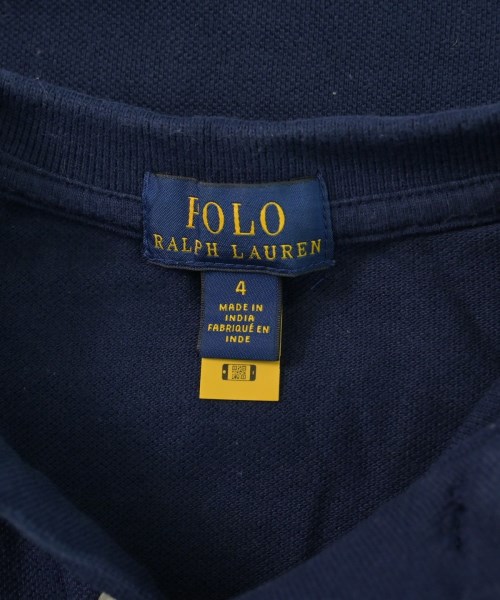 POLO
RALPH LAUREN
4
MADE IN
INDIA
FABRIQUÉ EN
INDE